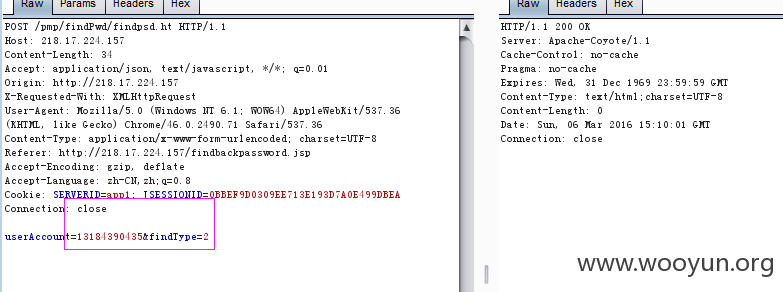 Raw Params Headers Hex
POST /pmp/findPwd/findpsd.ht HTTP/1.1
Host: 218.17.224.157
Content-Length: 34
Accept: application/json, text/javascript, */*; q=0.01
Origin: http://218.17.224.157
X-Requested-With: XMLHttpRequest
User-Agent: Mozilla/5.0 (Windows NT 6.1; WOW64) AppleWebKit/537.36
(KHTML, like Gecko) Chrome/46.0.2490.71 Safari/537.36
Content-Type: application/x-www-form-urlencoded; charset=UTF-8
Referer: http://218.17.224.157/findbackpassword.jsp
Accept-Encoding: gzip, deflate
Accept-Language: zh-CN,zh;q=0.8
Cookie: SERVERID=app1; JSESSIONID=0BBEF9D0309EE713E193D7A0E499DBEA
Connection: close
userAccount=13184390435&findType=2
Raw Headers Hex
HTTP/1.1 200 OK
Server: Apache-Coyote/1.1
Cache-Control: no-cache
Pragma: no-cache
Expires: Wed, 31 Dec 1969 23:59:59 GMT
Content-Type: text/html;charset=UTF-8
Content-Length: 0
Date: Sun, 06 Mar 2016 15:10:01 GMT
Connection: close
www.wooyun.org